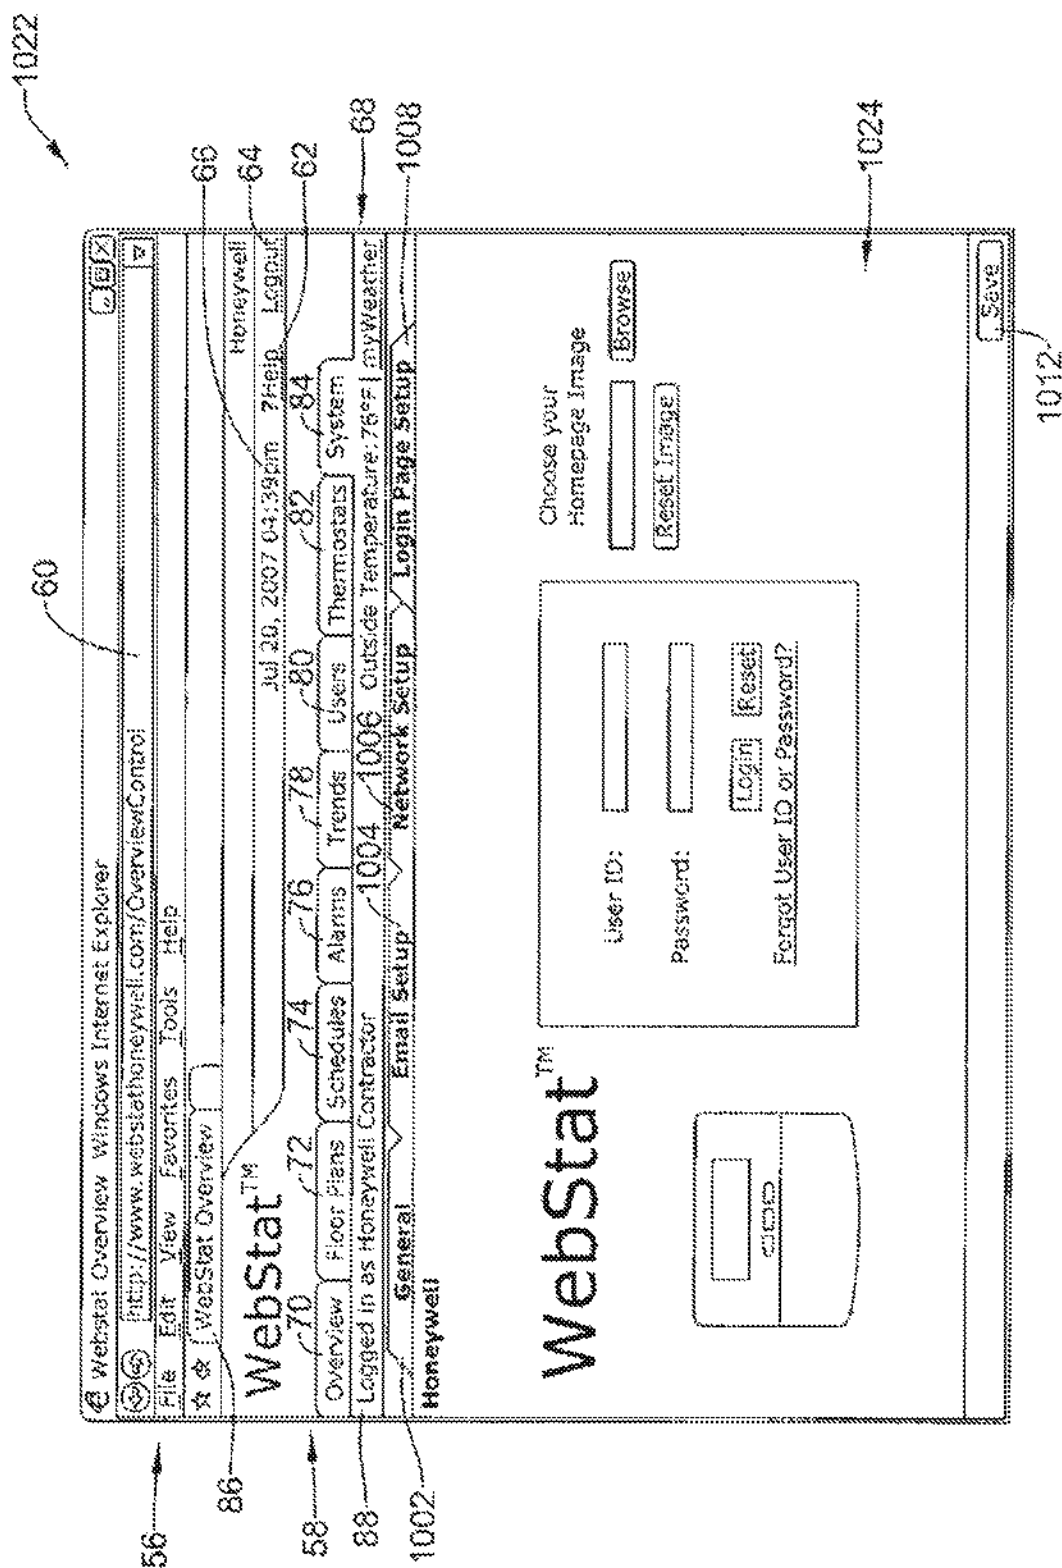 1022
Webstat Overview Windows Internet Explorer
60
http://www.webstathoneywell.com/OverviewControl
56
File Edit View Favorites Tools Help
WebStat Overview
86
66
Honeywell
64
WebStat™
Jul 20, 2007 04:39pm ?Help Logout
62
70 72 74 76 78 80 82 84
58
Overview Floor Plans Schedules Alarms Trends Users Thermostats System
88
Logged in as Honeywell Contractor
Outside Temperature:76°F | myWeather
68
1002
1004
1006
1008
General Email Setup Network Setup Login Page Setup
Honeywell
WebStat™
User ID:
Password:
Login Reset
Forgot User ID or Password?
Choose your
Homepage Image
Browse
Reset Image
1024
Save
1012